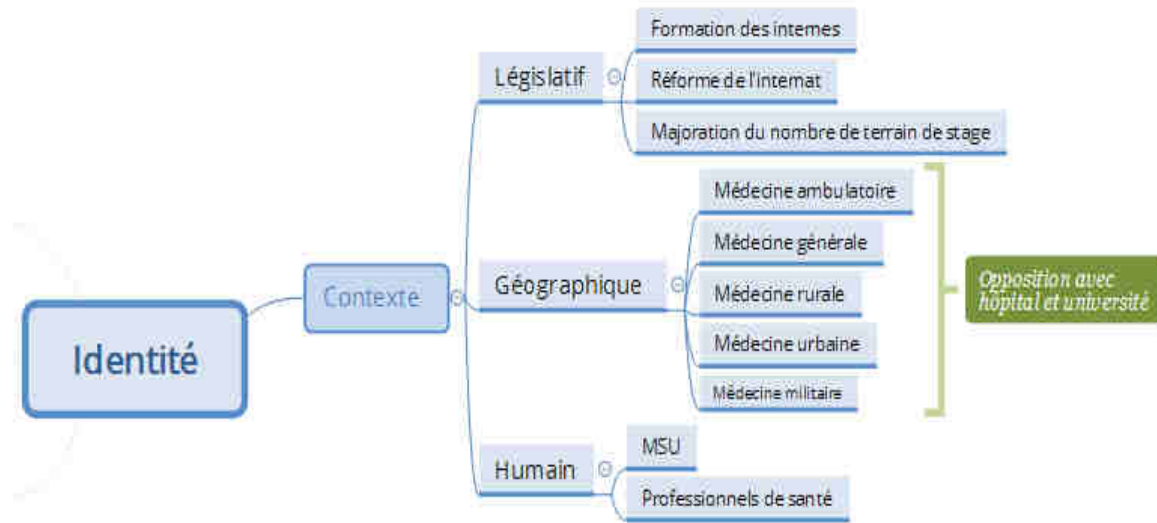 Identité
Contexte
Législatif
Formation des internes
Réforme de l'internat
Majoration du nombre de terrain de stage
Géographique
Médecine ambulatoire
Médecine générale
Médecine rurale
Médecine urbaine
Médecine militaire
Opposition avec
hôpital et université
Humain
MSU
Professionnels de santé